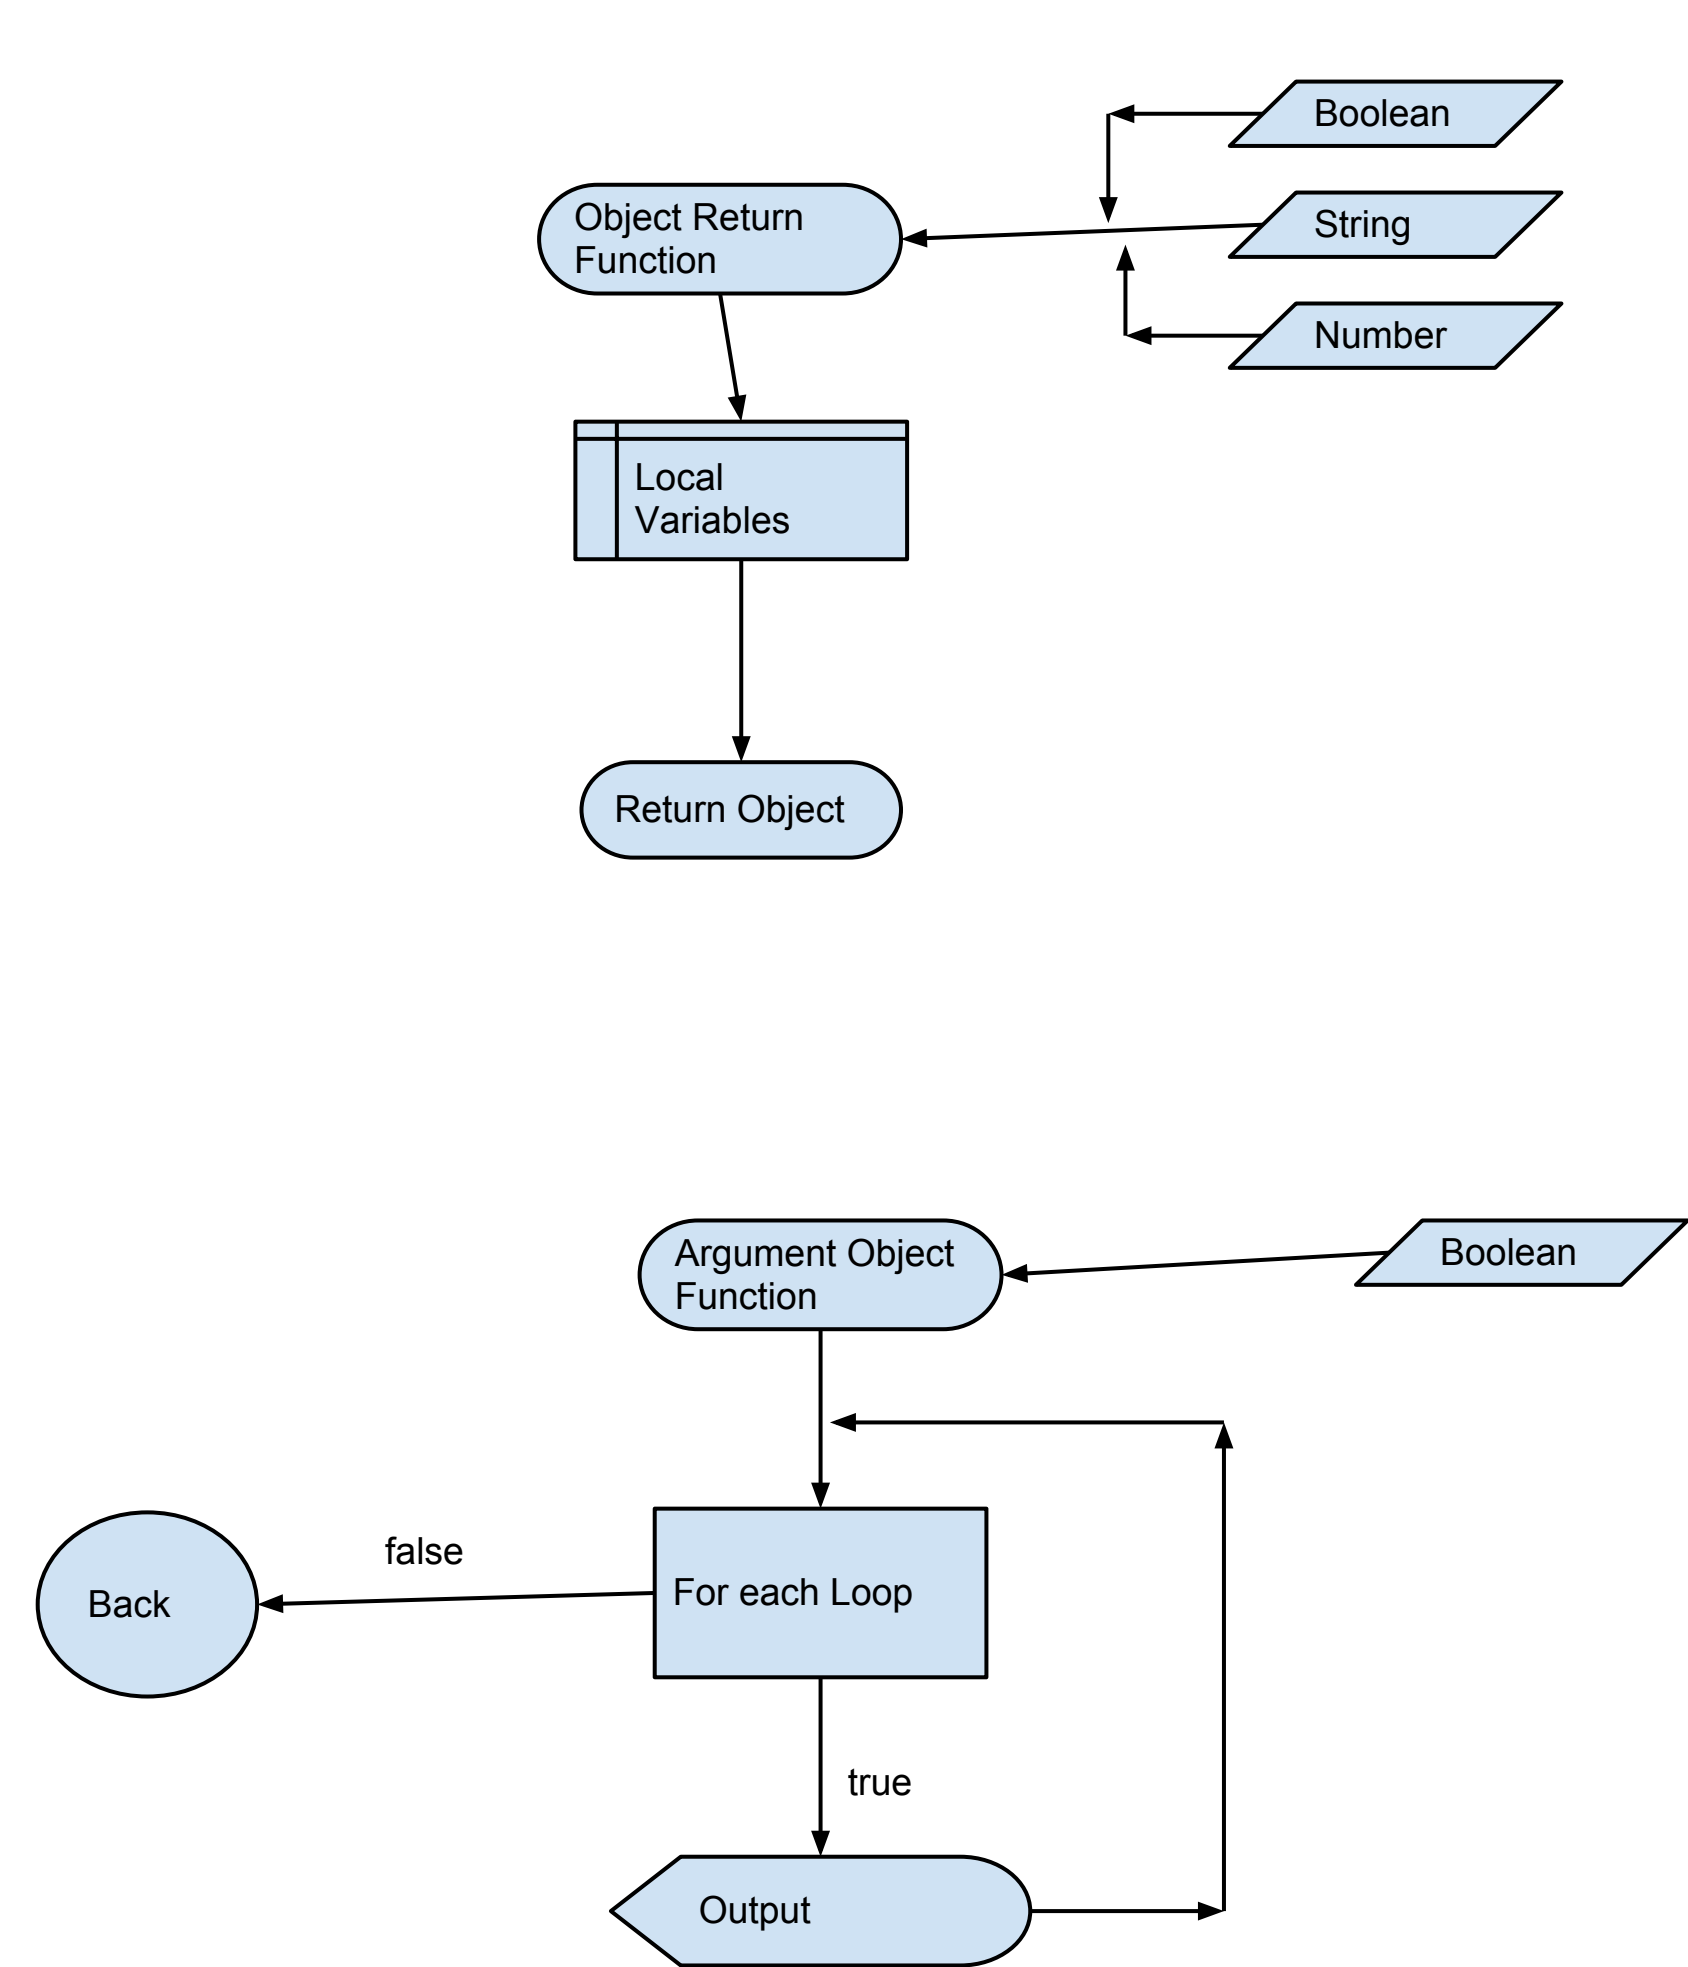 Boolean
Object Return
Function
String
Number
Local
Variables
Return Object
Argument Object
Function
Boolean
false
Back
For each Loop
true
Output